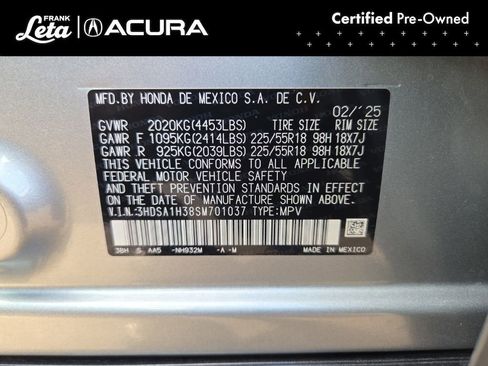 FRANK Leta ACURA
Certified Pre-Owned
MFD.BY HONDA DE MEXICO S.A. DE C.V.
02/'25
GVWR 2020KG(4453LBS) TIRE SIZE RIM SIZE
GAWR F 1095KG(2414LBS) 225/55R18 98H 18X7J
GAWR R 925KG(2039LBS) 225/55R18 98H 18X7J
THIS VEHICLE CONFORMS TO ALL APPLICABLE
FEDERAL MOTOR VEHICLE SAFETY AND THEFT
PREVENTION STANDARDS IN EFFECT ON THE
DATE OF MANUFACTURE SHOWN ABOVE.
V.I.N.:3HDSA1H38SM701037 TYPE:MPV
38H S AA5 -NH932M -A -M
MADE IN MEXICO